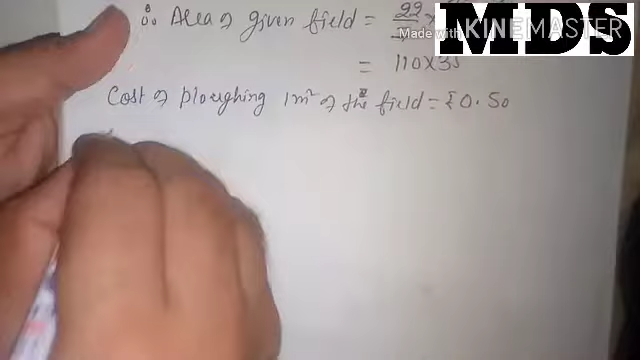 ∴ Area of given field = 22
= 110×35
Cost of ploughing 1m² of the field = ₹0.50
Made with KINEMASTER
MDS